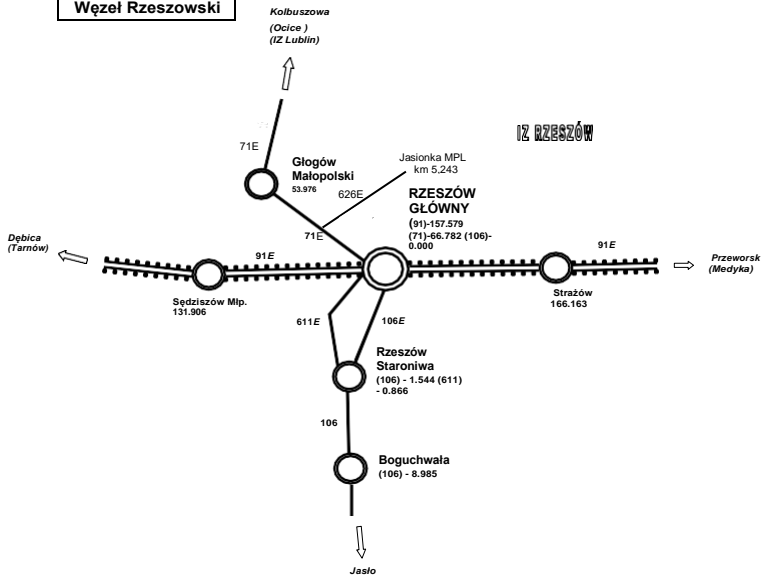 Węzeł Rzeszowski
Kolbuszowa
(Ocice )
(IZ Lublin)
IZ RZESZÓW
71E
Głogów
Małopolski
53.976
Jasionka MPL
km 5,243
626E
71E
RZESZÓW
GŁÓWNY
(91)-157.579
(71)-66.782 (106)-
0.000
Dębica
(Tarnów)
91E
91E
Przeworsk
(Medyka)
Sędziszów Młp.
131.906
Strażów
166.163
611E
106E
Rzeszów
Staroniwa
(106) - 1.544 (611)
- 0.866
106
Boguchwała
(106) - 8.985
Jasło